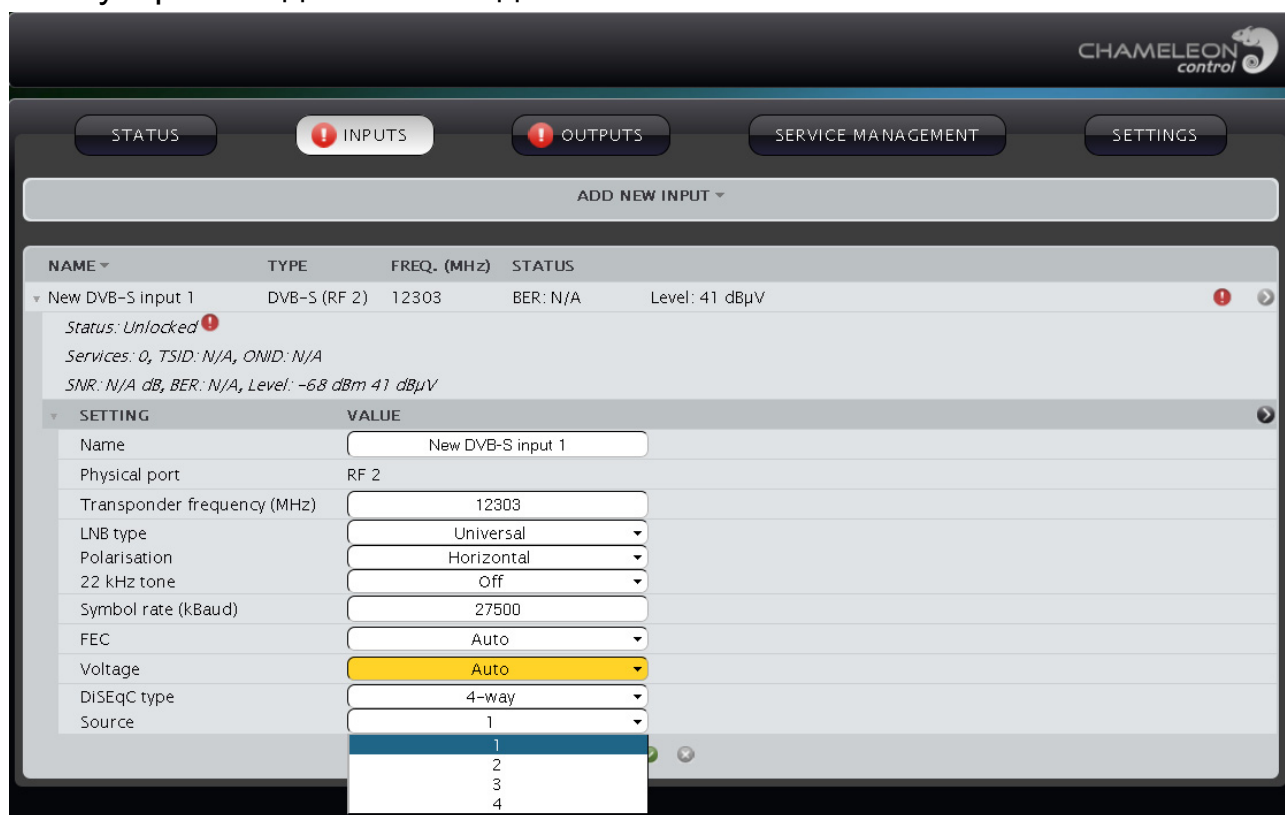 CHAMELEON
control
STATUS
INPUTS
OUTPUTS
SERVICE MANAGEMENT
SETTINGS
ADD NEW INPUT
NAME TYPE FREQ. (MHz) STATUS
New DVB-S input 1 DVB-S (RF 2) 12303 BER: N/A Level: 41 dBµV
Status: Unlocked
Services: 0, TSID: N/A, ONID: N/A
SNR: N/A dB, BER: N/A, Level: -68 dBm 41 dBµV
SETTING VALUE
Name New DVB-S input 1
Physical port RF 2
Transponder frequency (MHz) 12303
LNB type Universal
Polarisation Horizontal
22 kHz tone Off
Symbol rate (kBaud) 27500
FEC Auto
Voltage Auto
DiSEqC type 4-way
Source 1
1
2
3
4